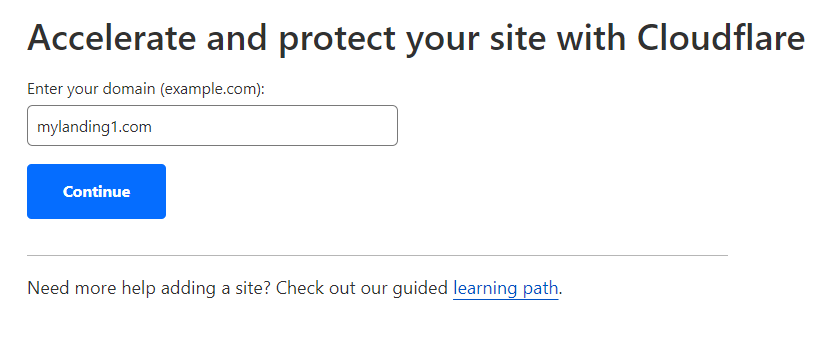 Accelerate and protect your site with Cloudflare
Enter your domain (example.com):
mylanding1.com
Continue
Need more help adding a site? Check out our guided learning path.